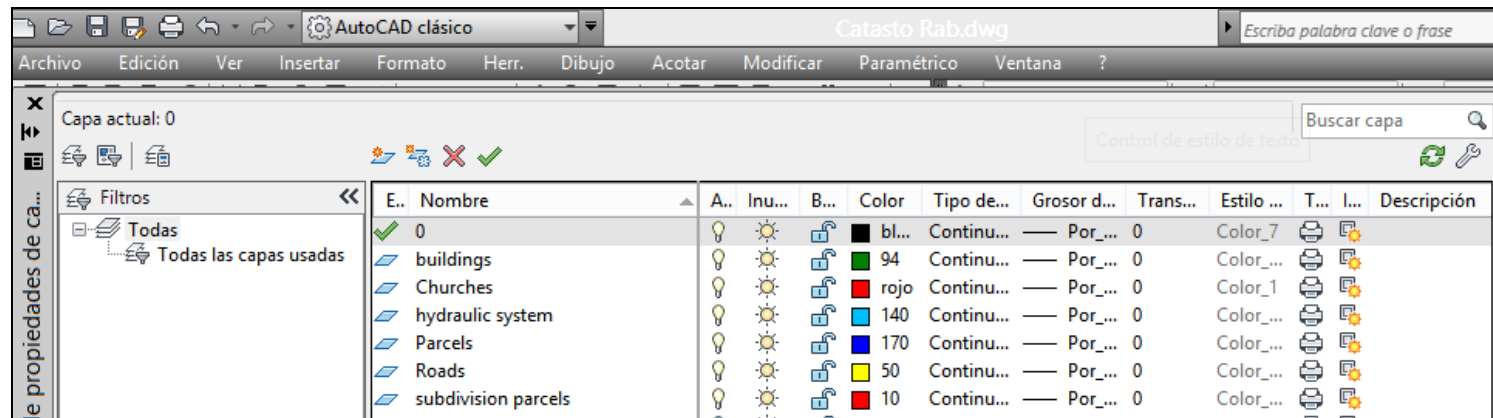 AutoCAD clásico Catasto Rab.dwg Escriba palabra clave o frase
Archivo Edición Ver Insertar Formato Herr. Dibujo Acotar Modificar Paramétrico Ventana ?
Capa actual: 0 Buscar capa
Control de estilo de texto
Filtros E.. Nombre A.. Inu... B... Color Tipo de... Grosor d... Trans... Estilo ... T... I... Descripción
Todas 0 bl... Continu... Por_... 0 Color_7
Todas las capas usadas buildings 94 Continu... Por_... 0 Color_...
Churches rojo Continu... Por_... 0 Color_1
hydraulic system 140 Continu... Por_... 0 Color_...
Parcels 170 Continu... Por_... 0 Color_...
Roads 50 Continu... Por_... 0 Color_...
subdivision parcels 10 Continu... Por_... 0 Color_...
de propiedades de ca...